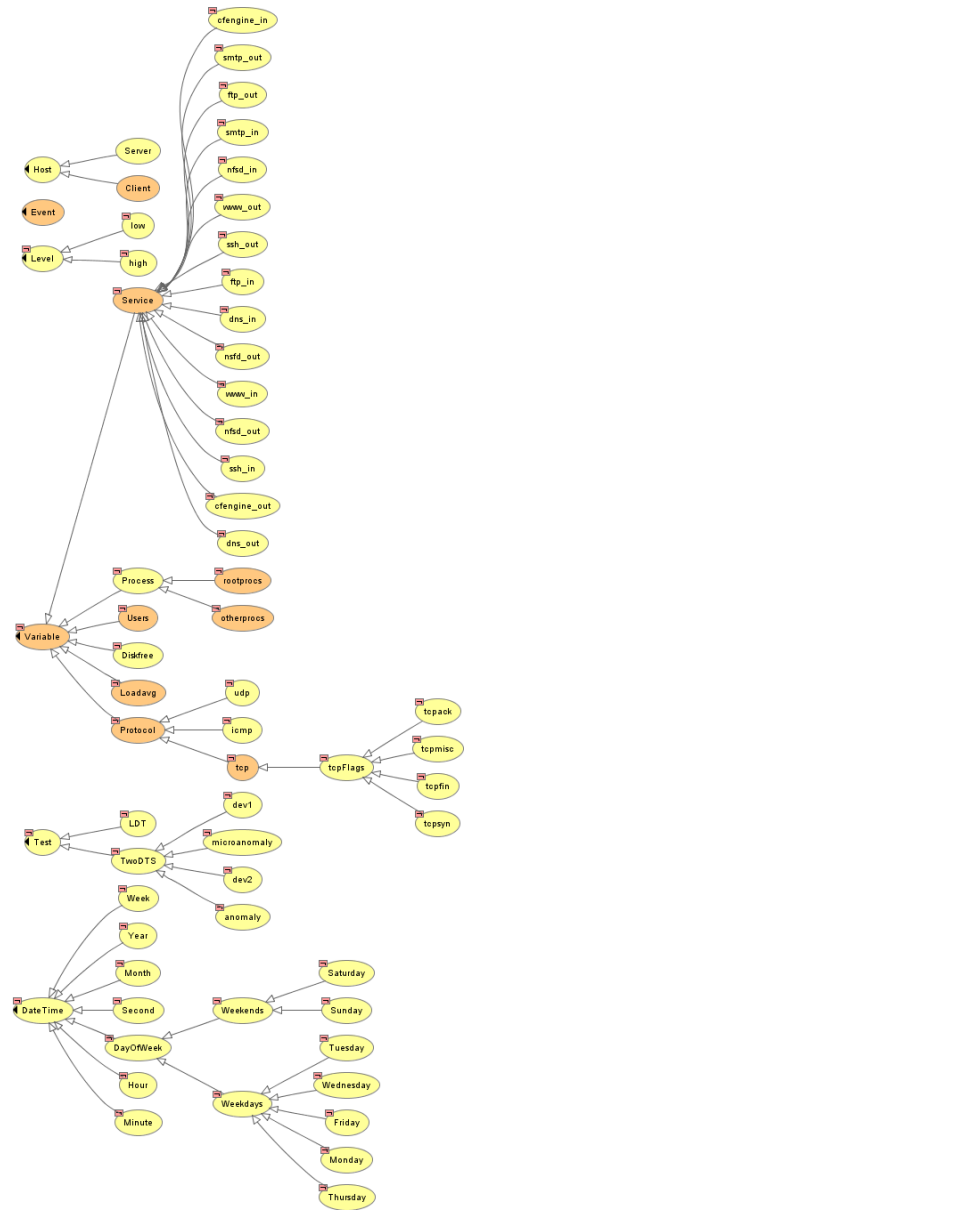 cfengine_in
smtp_out
ftp_out
smtp_in
Server
Host
nfsd_in
Client
www_out
Event
low
ssh_out
Level
high
ftp_in
Service
dns_in
nsfd_out
www_in
nfsd_out
ssh_in
cfengine_out
dns_out
Process
rootprocs
Users
otherprocs
Variable
Diskfree
Loadavg
udp
tcpack
Protocol
icmp
tcpmisc
tcp
tcpFlags
tcpfin
dev1
LDT
tcpsyn
Test
microanomaly
TwoDTS
dev2
Week
anomaly
Year
Month
Saturday
DateTime
Second
Weekends
Sunday
DayOfWeek
Tuesday
Hour
Wednesday
Weekdays
Minute
Friday
Monday
Thursday